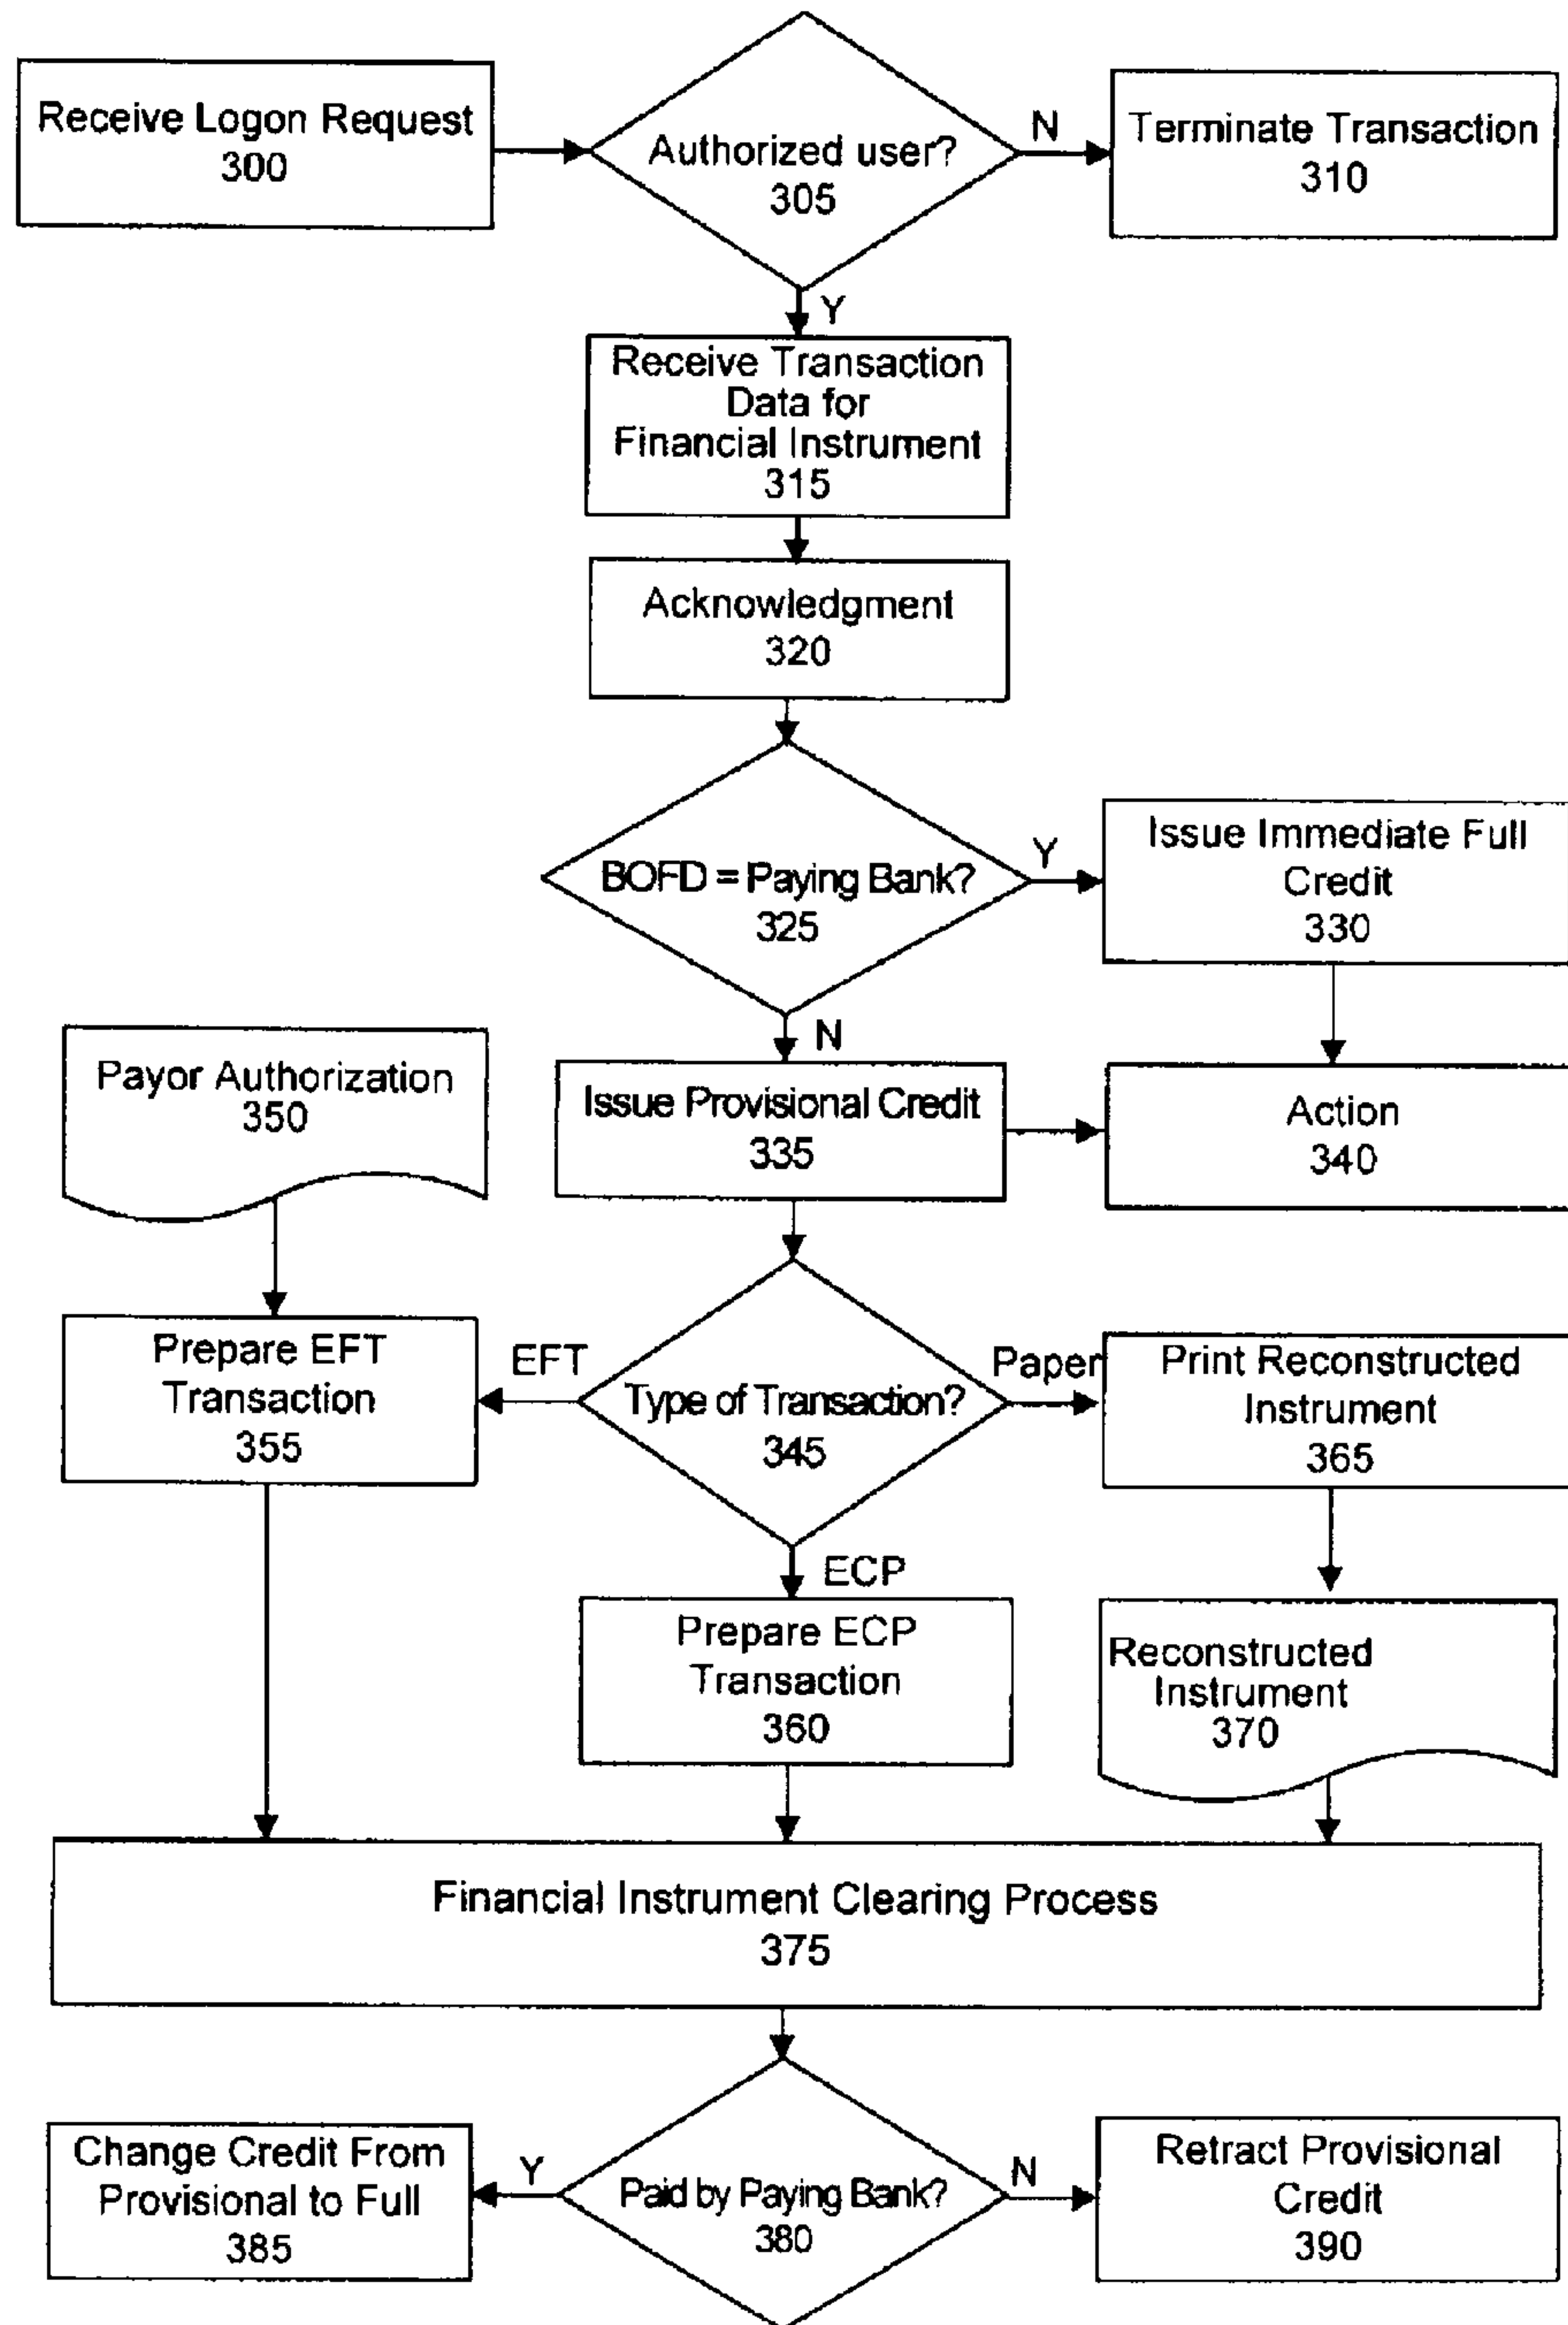 Receive Logon Request
300
Authorized user?
305
N
Terminate Transaction
310
Y
Receive Transaction
Data for
Financial Instrument
315
Acknowledgment
320
BOFD = Paying Bank?
325
Y
Issue Immediate Full
Credit
330
N
Payor Authorization
350
Issue Provisional Credit
335
Action
340
Prepare EFT
Transaction
355
EFT
Type of Transaction?
345
Paper
Print Reconstructed
Instrument
365
ECP
Prepare ECP
Transaction
360
Reconstructed
Instrument
370
Financial Instrument Clearing Process
375
Change Credit From
Provisional to Full
385
Y
Paid by Paying Bank?
380
N
Retract Provisional
Credit
390